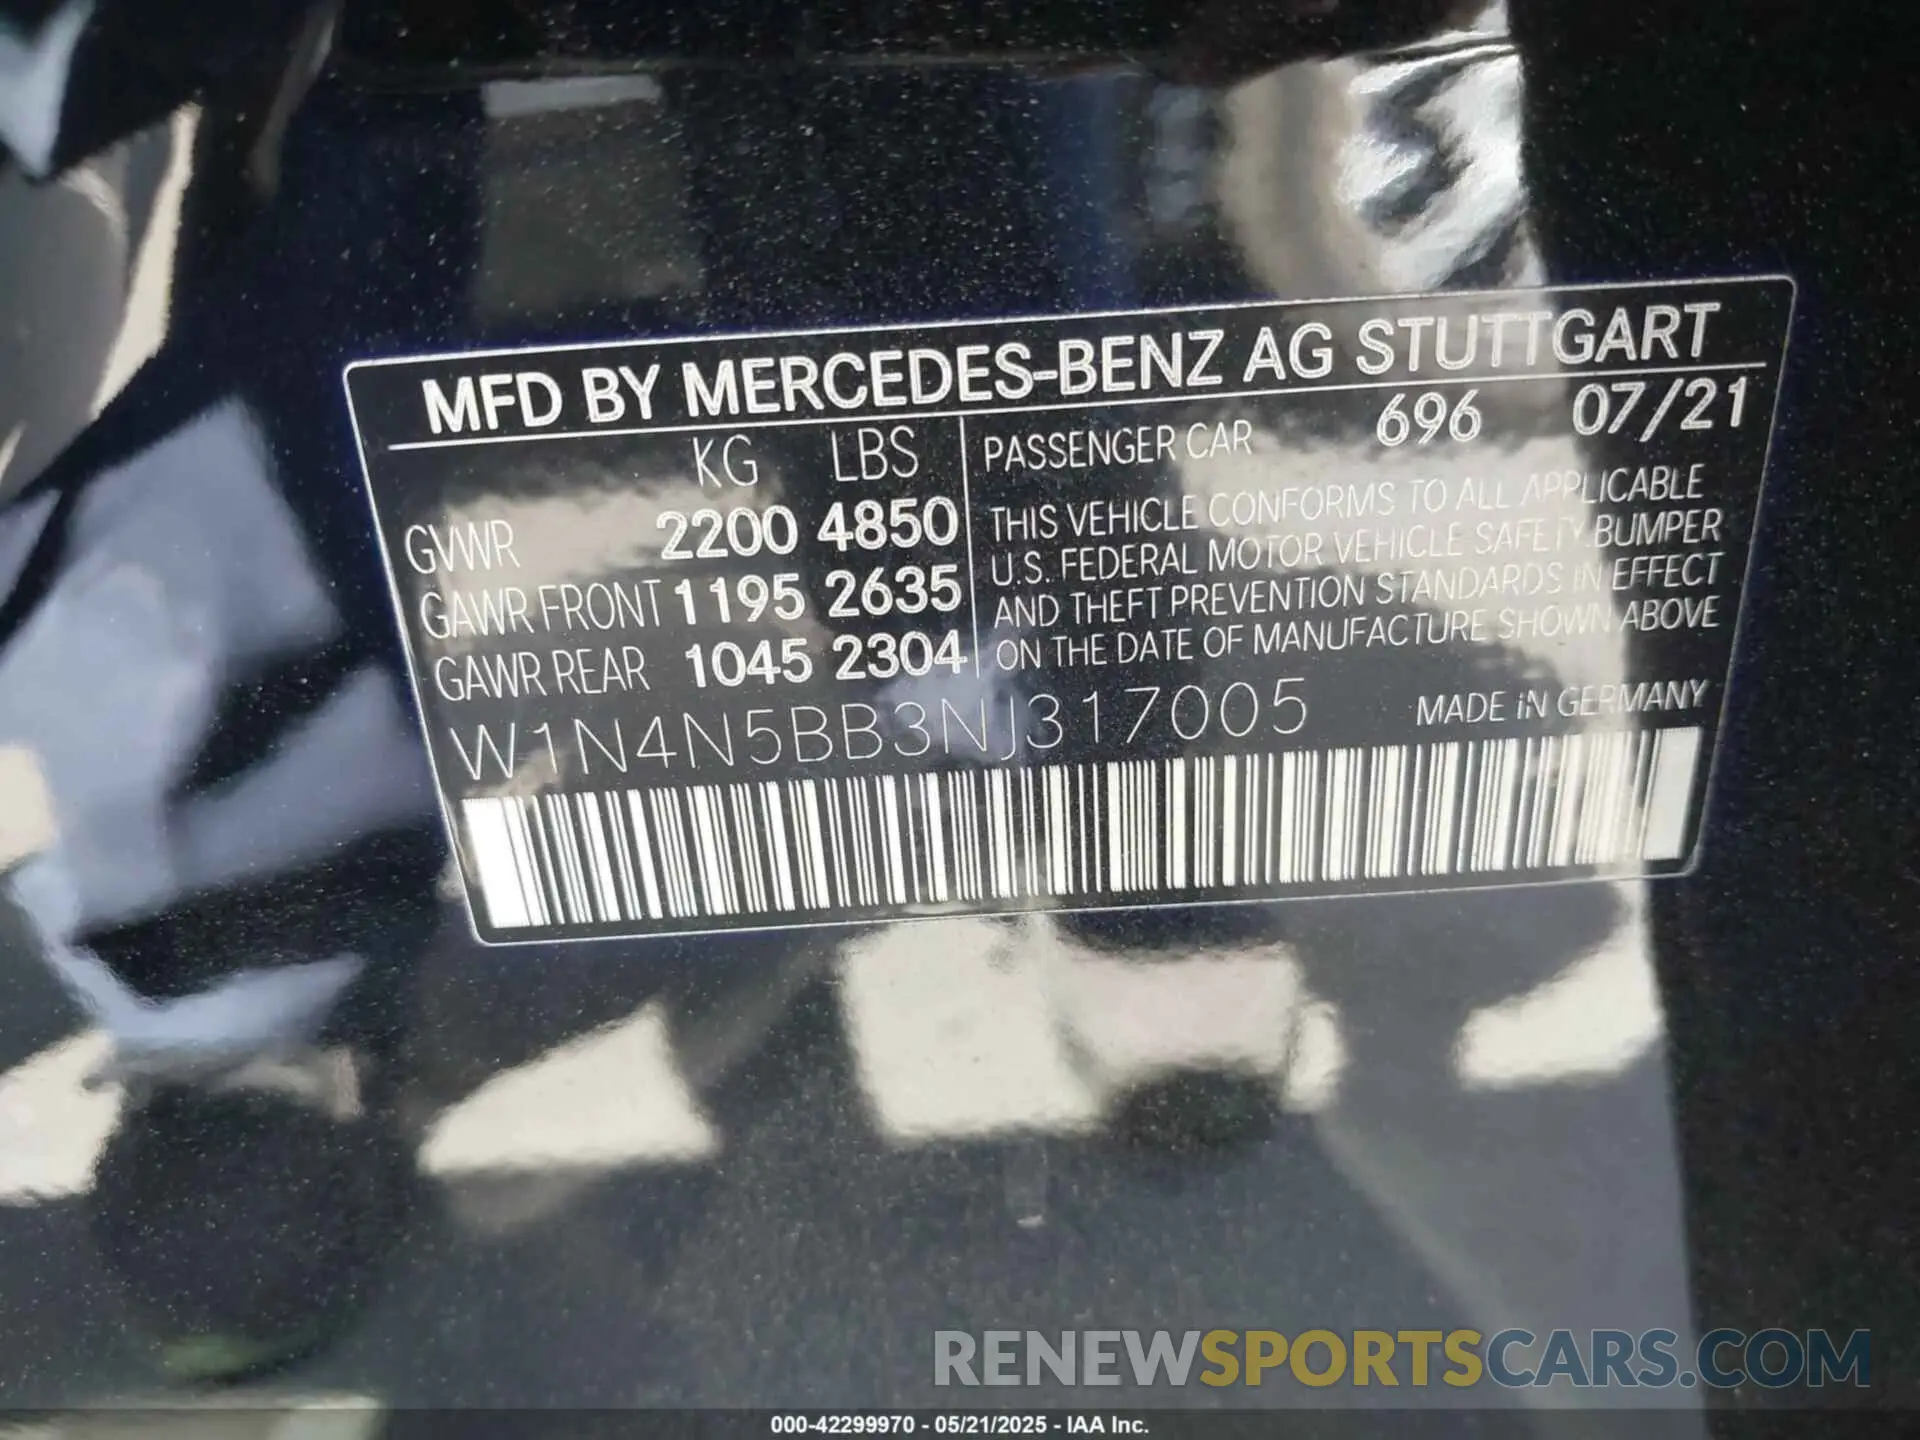 MFD BY MERCEDES-BENZ AG STUTTGART
KG LBS
GVWR 2200 4850
GAWR FRONT 1195 2635
GAWR REAR 1045 2304
PASSENGER CAR 696 07/21
THIS VEHICLE CONFORMS TO ALL APPLICABLE
U.S. FEDERAL MOTOR VEHICLE SAFETY, BUMPER
AND THEFT PREVENTION STANDARDS IN EFFECT
ON THE DATE OF MANUFACTURE SHOWN ABOVE
W1N4N5BB3NJ317005 MADE IN GERMANY
RENEWSPORTSCARS.COM
000-42299970 - 05/21/2025 - IAA Inc.